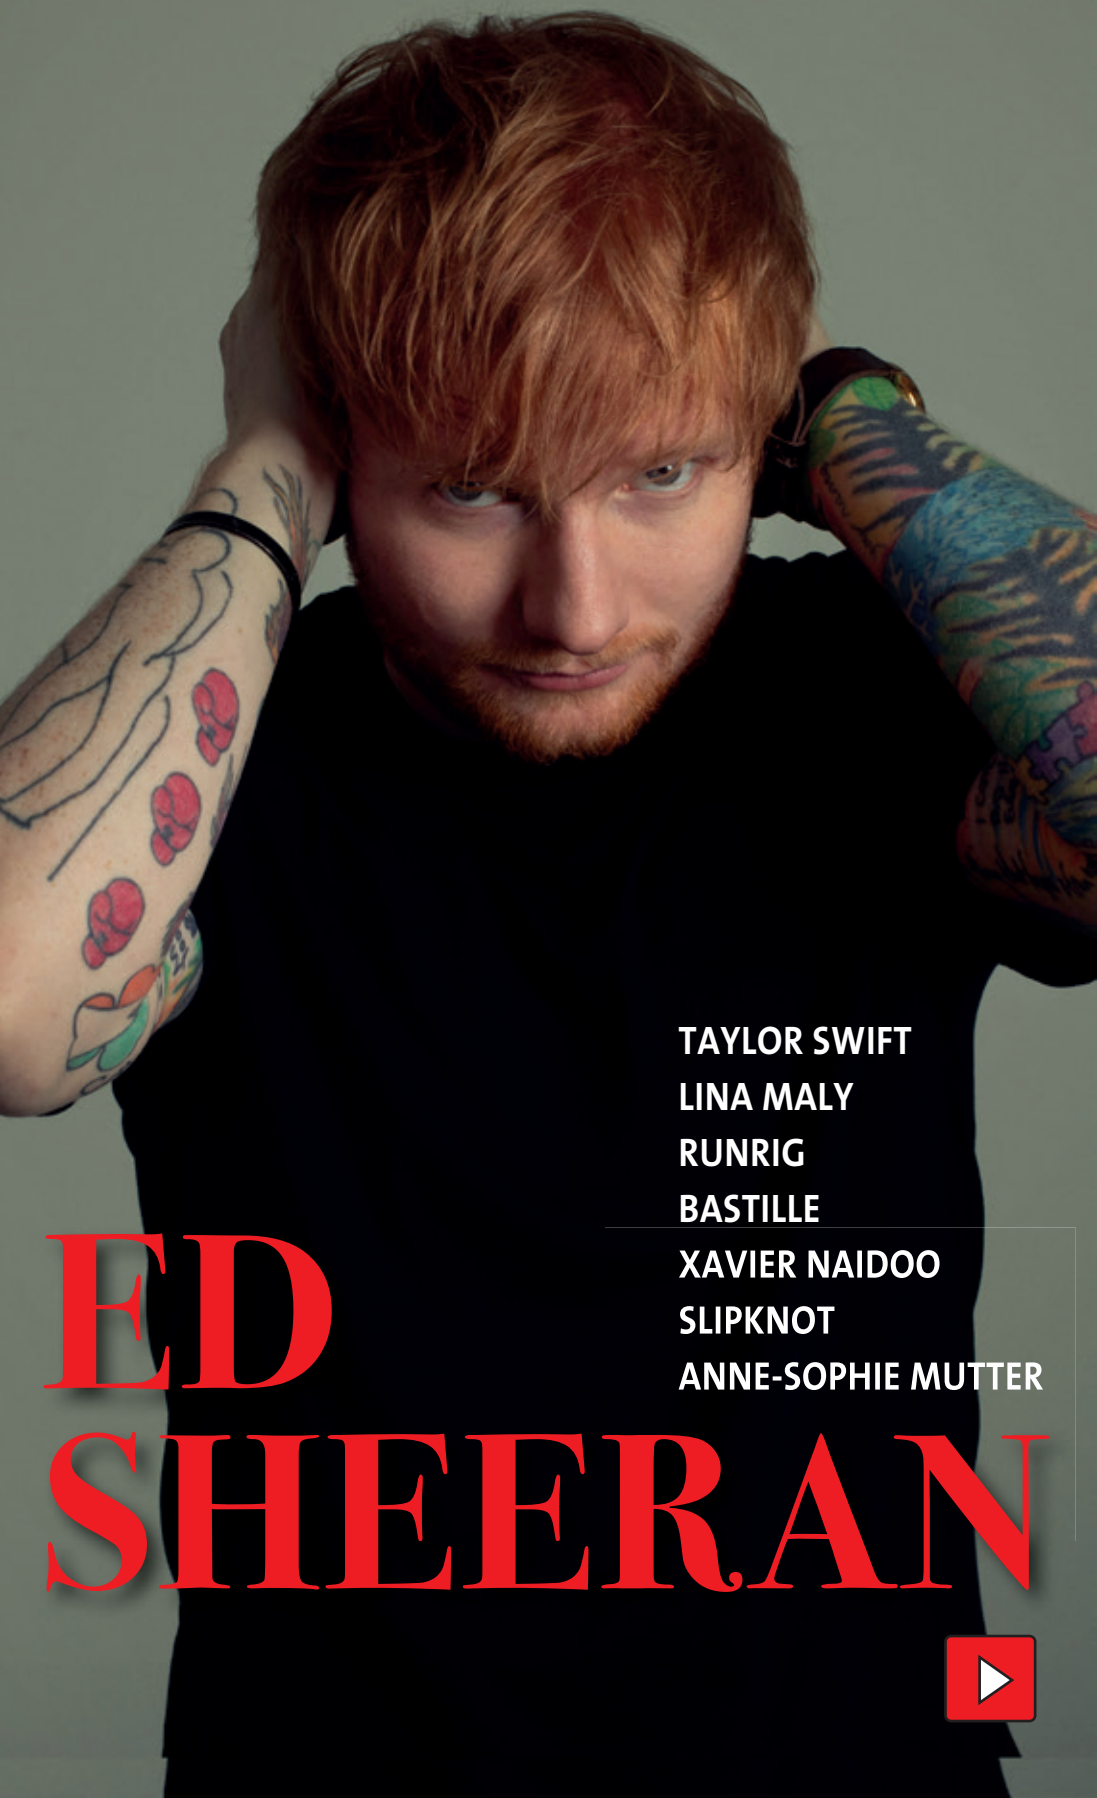 TAYLOR SWIFT
LINA MALY
RUNRIG
BASTILLE
XAVIER NAIDOO
SLIPKNOT
ANNE-SOPHIE MUTTER
ED
SHEERAN